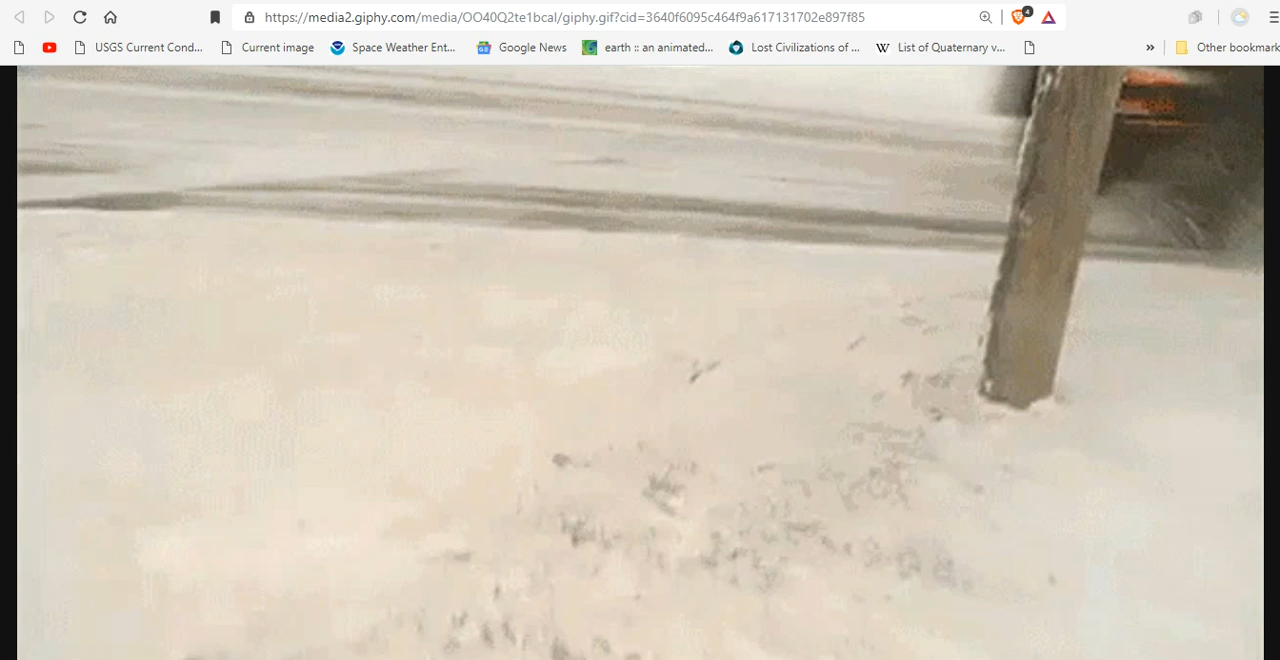 https://media2.giphy.com/media/OO40Q2te1bcal/giphy.gif?cid=3640f6095c464f9a617131702e897f85
4
USGS Current Cond...
Current image
Space Weather Ent...
Google News
earth :: an animated...
Lost Civilizations of ...
W
List of Quaternary v...
»
Other bookmark